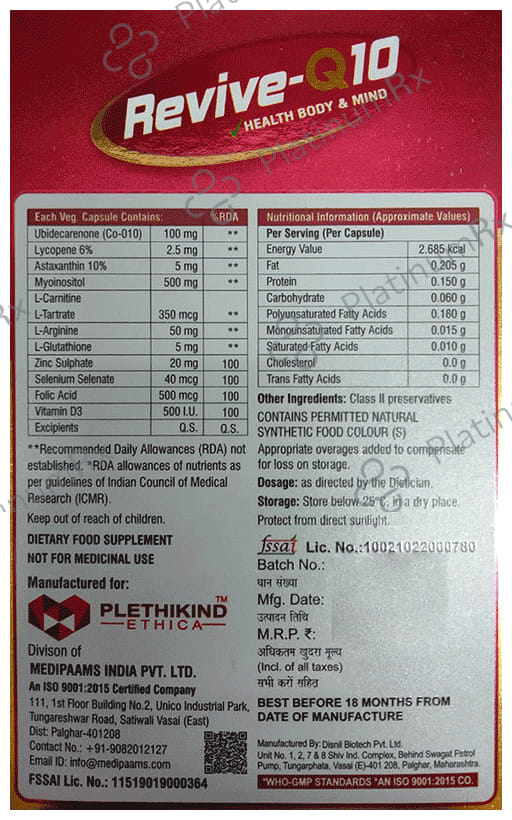 Revive-Q10
HEALTH BODY & MIND
Each Veg. Capsule Contains: %RDA
Ubidecarenone (Co-010) 100 mg **
Lycopene 6% 2.5 mg **
Astaxanthin 10% 5 mg **
Myoinositol 500 mg **
L-Carnitine
L-Tartrate 350 mcg **
L-Arginine 50 mg **
L-Glutathione 5 mg **
Zinc Sulphate 20 mg 100
Selenium Selenate 40 mcg 100
Folic Acid 500 mcg 100
Vitamin D3 500 I.U. 100
Excipients Q.S. Q.S.
**Recommended Daily Allowances (RDA) not
established. *RDA allowances of nutrients as
per guidelines of Indian Council of Medical
Research (ICMR).
Keep out of reach of children.
DIETARY FOOD SUPPLEMENT
NOT FOR MEDICINAL USE
Manufactured for:
PLETHIKIND TM
ETHICA
Divison of
MEDIPAAMS INDIA PVT. LTD.
An ISO 9001:2015 Certified Company
111, 1st Floor Building No.2, Unico Industrial Park,
Tungareshwar Road, Satiwali Vasai (East)
Dist: Palghar-401208
Contact No.: +91-9082012127
Email ID: info@medipaams.com
FSSAI Lic. No.: 11519019000364
Nutritional Information (Approximate Values)
Per Serving (Per Capsule)
Energy Value 2.685 kcal
Fat 0.205 g
Protein 0.150 g
Carbohydrate 0.060 g
Polyunsaturated Fatty Acids 0.180 g
Monounsaturated Fatty Acids 0.015 g
Saturated Fatty Acids 0.010 g
Cholesterol 0.0 g
Trans Fatty Acids 0.0 g
Other Ingredients: Class II preservatives
CONTAINS PERMITTED NATURAL
SYNTHETIC FOOD COLOUR (S)
Appropriate overages added to compensate
for loss on storage.
Dosage: as directed by the Dietician.
Storage: Store below 25°C, in a dry place.
Protect from direct sunlight.
fssai Lic. No.:10021022000780
Batch No.:
घान संख्या
Mfg. Date:
उत्पादन तिथि
M.R.P. ₹:
अधिकतम खुदरा मूल्य
(Incl. of all taxes)
सभी करों सहित
BEST BEFORE 18 MONTHS FROM
DATE OF MANUFACTURE
Manufactured By: Disnil Biotech Pvt. Ltd.
Unit No. 1, 2, 7 & 8 Shiv Ind. Complex, Behind Swagat Petrol
Pump, Tungarphata, Vasai (E)-401 208, Palghar, Maharashtra.
*WHO-GMP STANDARDS *AN ISO 9001:2015 CO.
PlatinumRx
PlatinumRx
PlatinumRx